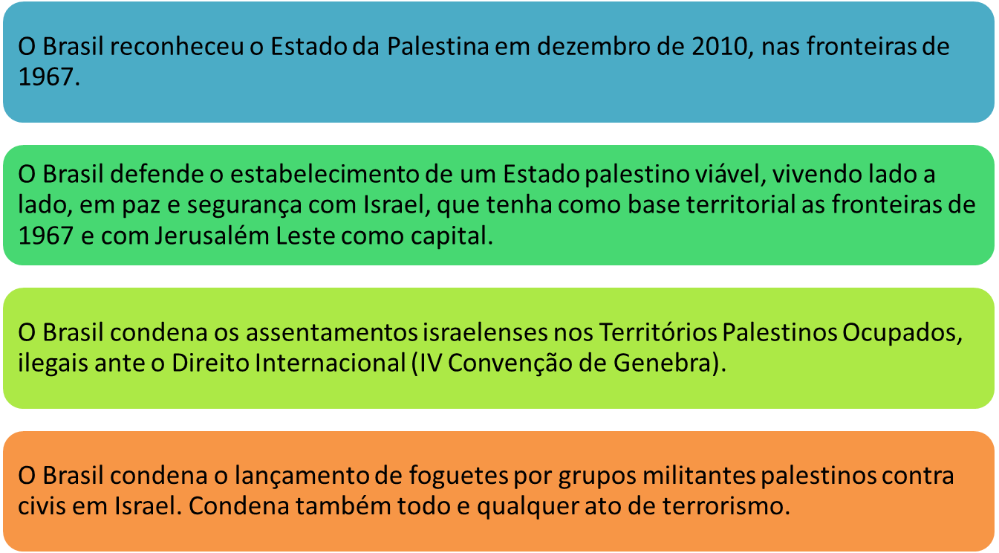 O Brasil reconheceu o Estado da Palestina em dezembro de 2010, nas fronteiras de
1967.
O Brasil defende o estabelecimento de um Estado palestino viável, vivendo lado a
lado, em paz e segurança com Israel, que tenha como base territorial as fronteiras de
1967 e com Jerusalém Leste como capital.
O Brasil condena os assentamentos israelenses nos Territórios Palestinos Ocupados,
ilegais ante o Direito Internacional (IV Convenção de Genebra).
O Brasil condena o lançamento de foguetes por grupos militantes palestinos contra
civis em Israel. Condena também todo e qualquer ato de terrorismo.